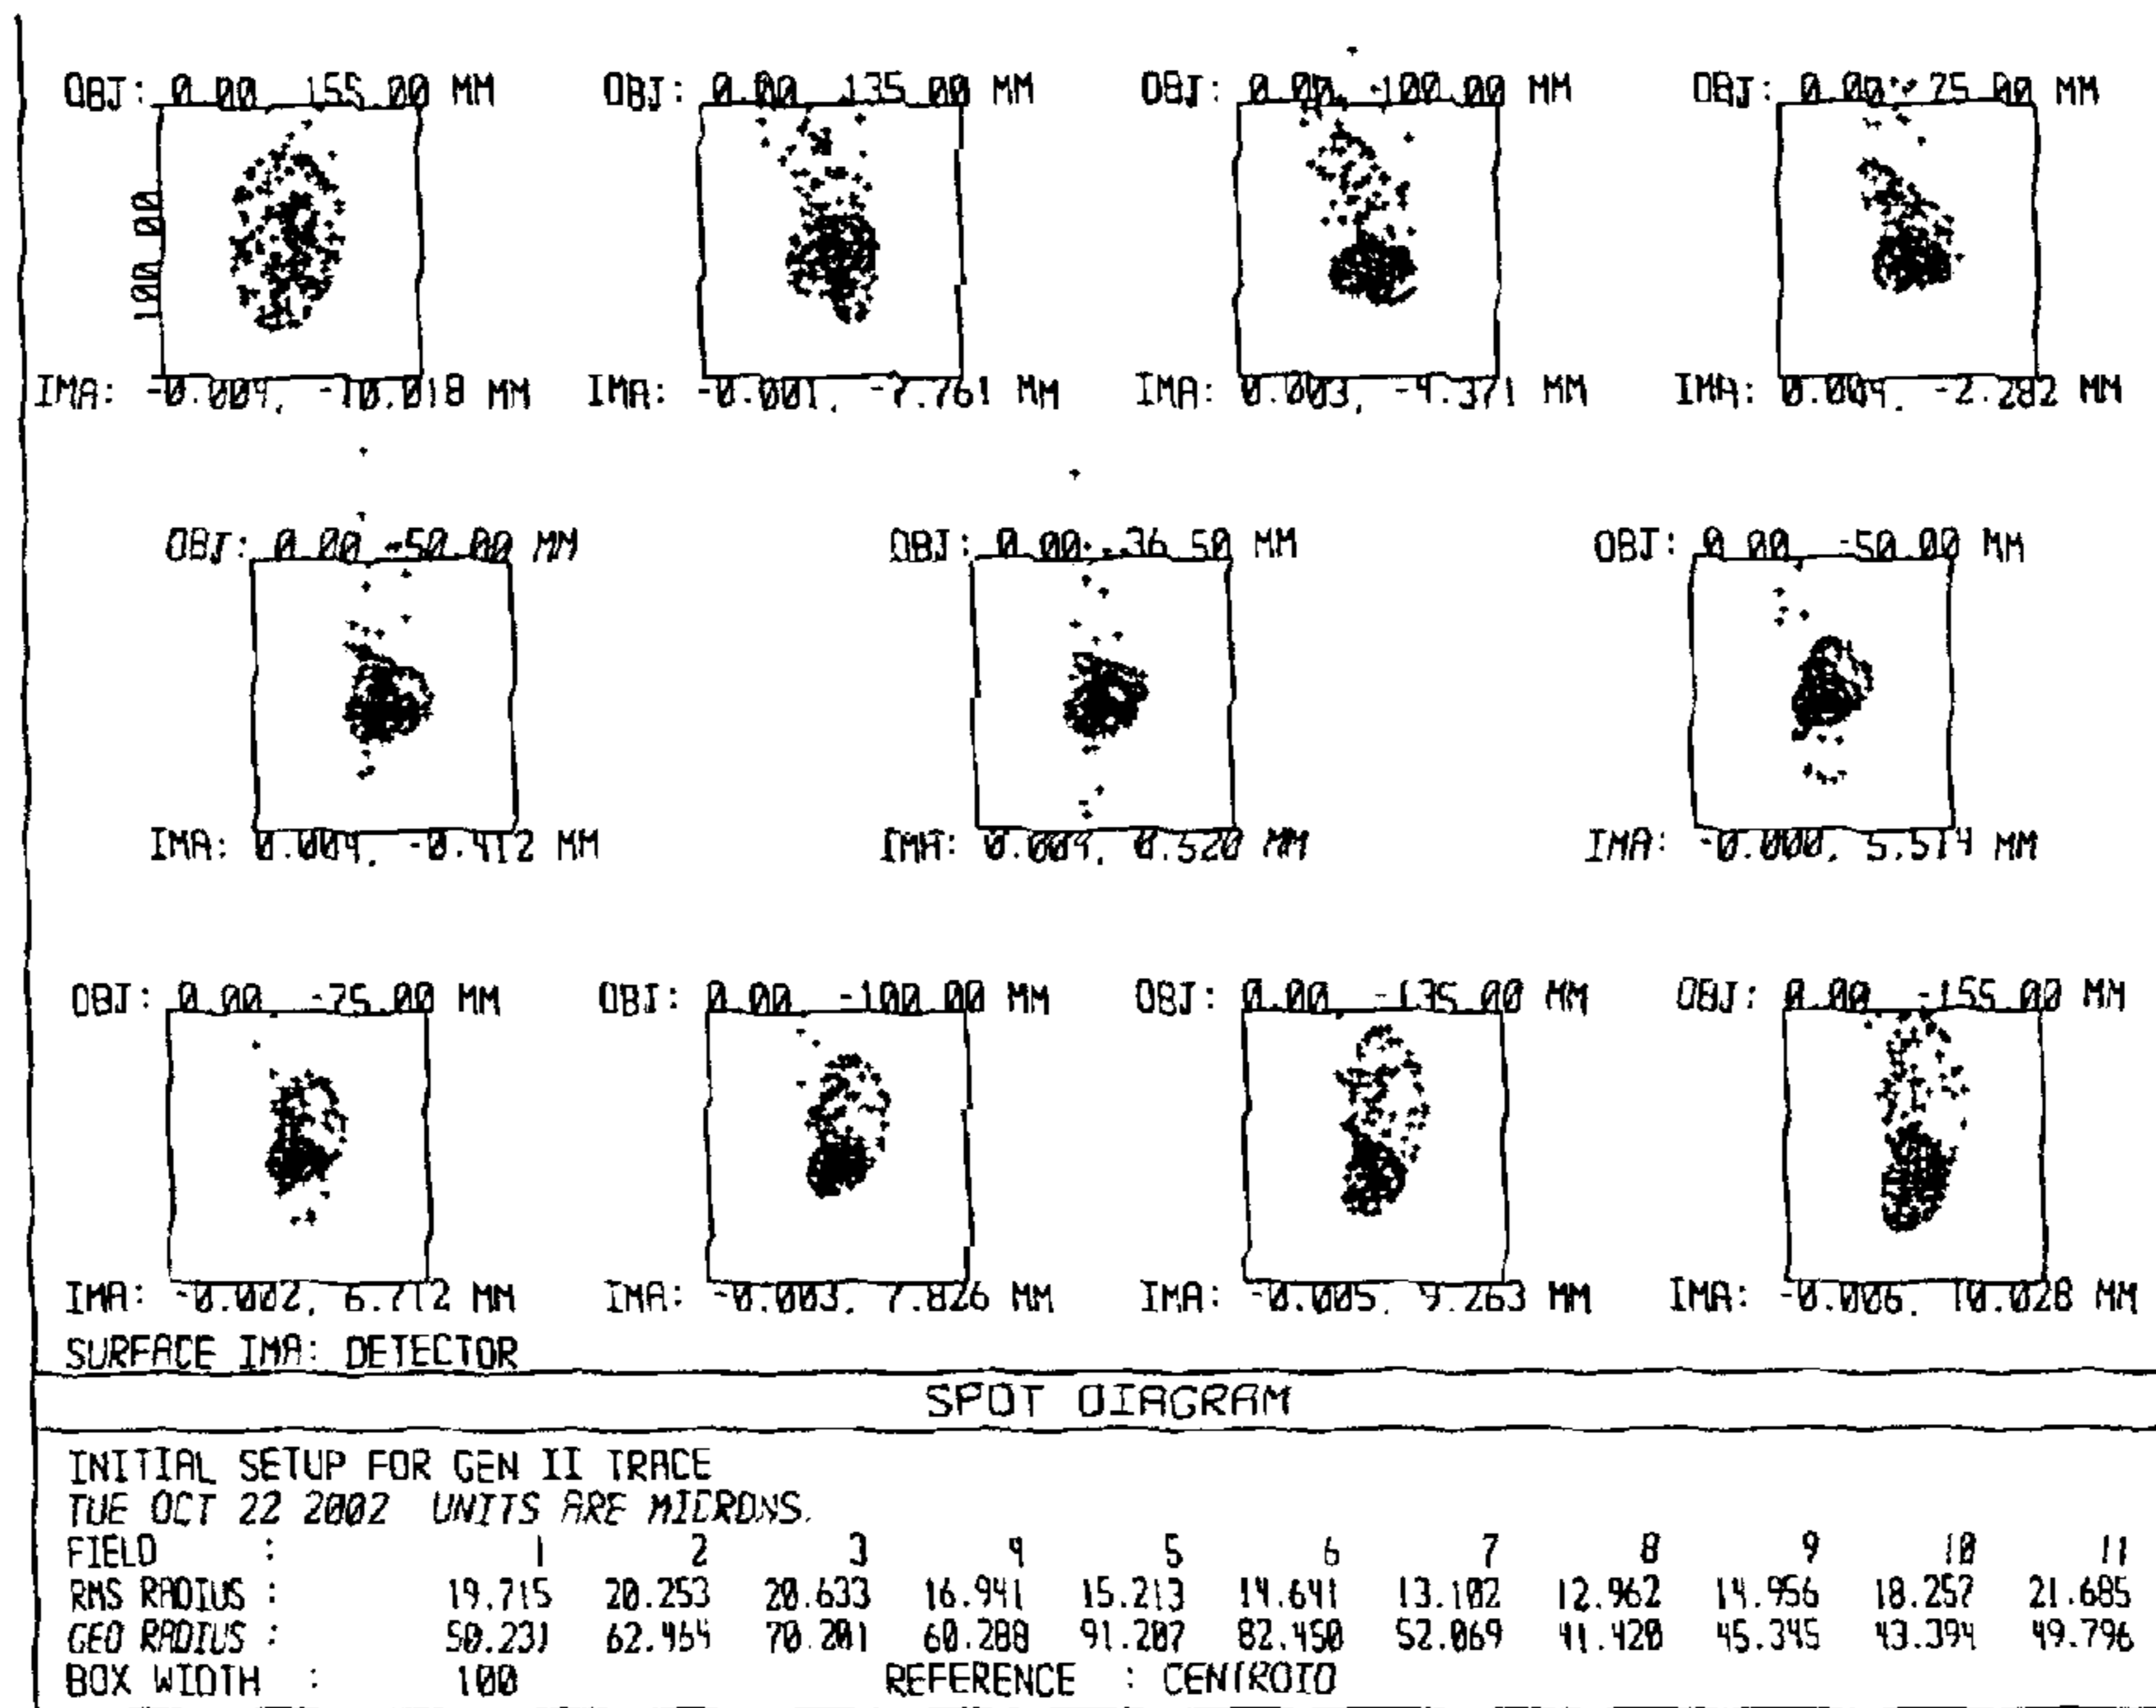 OBJ: 0.00 155.00 MM OBJ: 0.00 135.00 MM OBJ: 0.00, -100.00 MM OBJ: 0.00 75.00 MM
100.00
IMA: -0.004, -10.018 MM IMA: -0.001, -7.761 MM IMA: 0.003, -4.371 MM IMA: 0.004, -2.282 MM
OBJ: 0.00 -50.00 MM OBJ: 0.00 36.50 MM OBJ: 0.00 -50.00 MM
IMA: 0.004, -0.412 MM IMA: 0.004, 0.520 MM IMA: -0.000, 5.514 MM
OBJ: 0.00 -75.00 MM OBJ: 0.00 -100.00 MM OBJ: 0.00 -135.00 MM OBJ: 0.00 -155.00 MM
IMA: -0.002, 6.712 MM IMA: -0.003, 7.826 MM IMA: -0.005, 9.263 MM IMA: -0.006, 10.028 MM
SURFACE IMA: DETECTOR
SPOT DIAGRAM
INITIAL SETUP FOR GEN II TRACE
TUE OCT 22 2002 UNITS ARE MICRONS.
FIELD : 1 2 3 4 5 6 7 8 9 10 11
RMS RADIUS : 19.715 20.253 20.633 16.941 15.213 14.641 13.102 12.962 14.956 18.257 21.685
GEO RADIUS : 50.231 62.464 70.201 60.288 91.207 82.450 52.069 41.420 45.345 43.394 49.796
BOX WIDTH : 100 REFERENCE : CENTROID